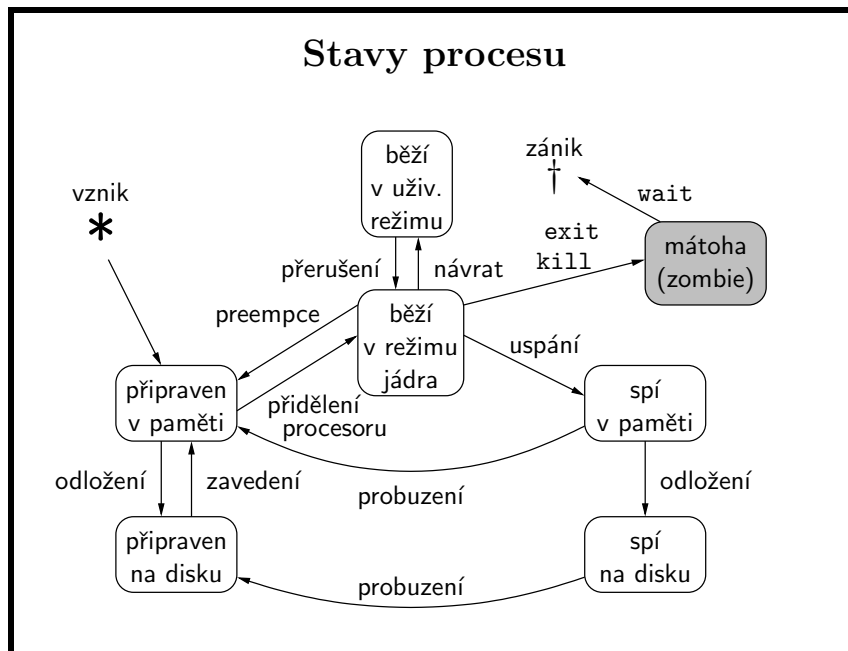 Stavy procesu
vznik
*
běží
v uživ.
režimu
zánik
†
wait
exit
kill
mátoha
(zombie)
přerušení
návrat
preempce
běží
v režimu
jádra
uspání
připraven
v paměti
přidělení
procesoru
spí
v paměti
odložení
zavedení
probuzení
odložení
připraven
na disku
probuzení
spí
na disku